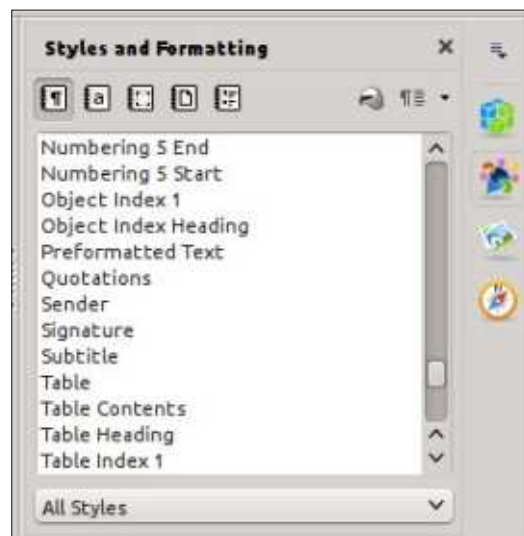 Styles and Formatting
Numbering 5 End
Numbering 5 Start
Object Index 1
Object Index Heading
Preformatted Text
Quotations
Sender
Signature
Subtitle
Table
Table Contents
Table Heading
Table Index 1
All Styles